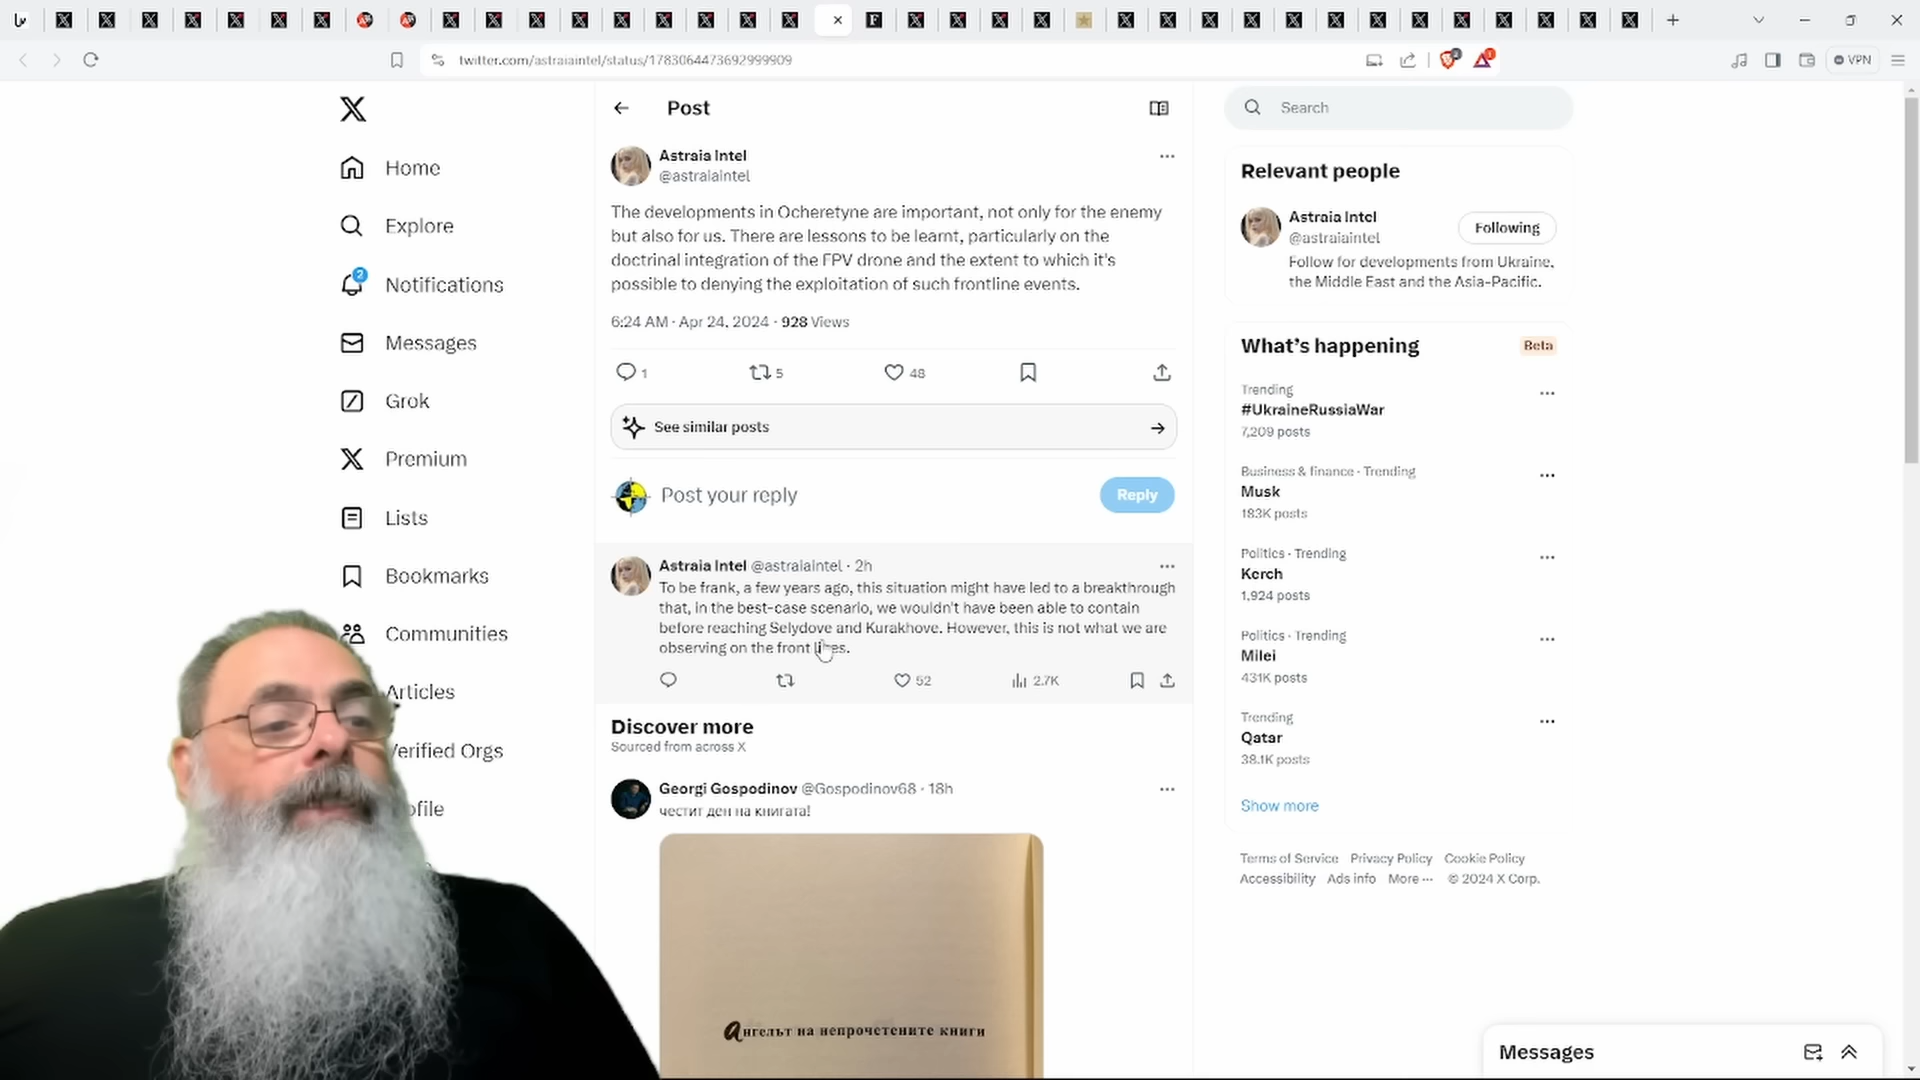 twitter.com/astraiaintel/status/1783064473692999909
VPN
Home
Explore
2
Notifications
Messages
Grok
Premium
Lists
Bookmarks
Communities
Articles
Verified Orgs
ofile
Post
Astraia Intel
@astraiaintel
The developments in Ocheretyne are important, not only for the enemy
but also for us. There are lessons to be learnt, particularly on the
doctrinal integration of the FPV drone and the extent to which it's
possible to denying the exploitation of such frontline events.
6:24 AM · Apr 24, 2024 · 928 Views
1 5 48
See similar posts
Post your reply
Reply
Astraia Intel @astraiaintel · 2h
To be frank, a few years ago, this situation might have led to a breakthrough
that, in the best-case scenario, we wouldn't have been able to contain
before reaching Selydove and Kurakhove. However, this is not what we are
observing on the front lines.
52 2.7K
Discover more
Sourced from across X
Georgi Gospodinov @Gospodinov68 · 18h
честит ден на книгата!
Ангелът на непрочетените книги
Search
Relevant people
Astraia Intel
@astraiaintel
Following
Follow for developments from Ukraine,
the Middle East and the Asia-Pacific.
What's happening
Beta
Trending
#UkraineRussiaWar
7,209 posts
Business & finance · Trending
Musk
183K posts
Politics · Trending
Kerch
1,924 posts
Politics · Trending
Milei
431K posts
Trending
Qatar
38.1K posts
Show more
Terms of Service Privacy Policy Cookie Policy
Accessibility Ads info More ··· © 2024 X Corp.
Messages